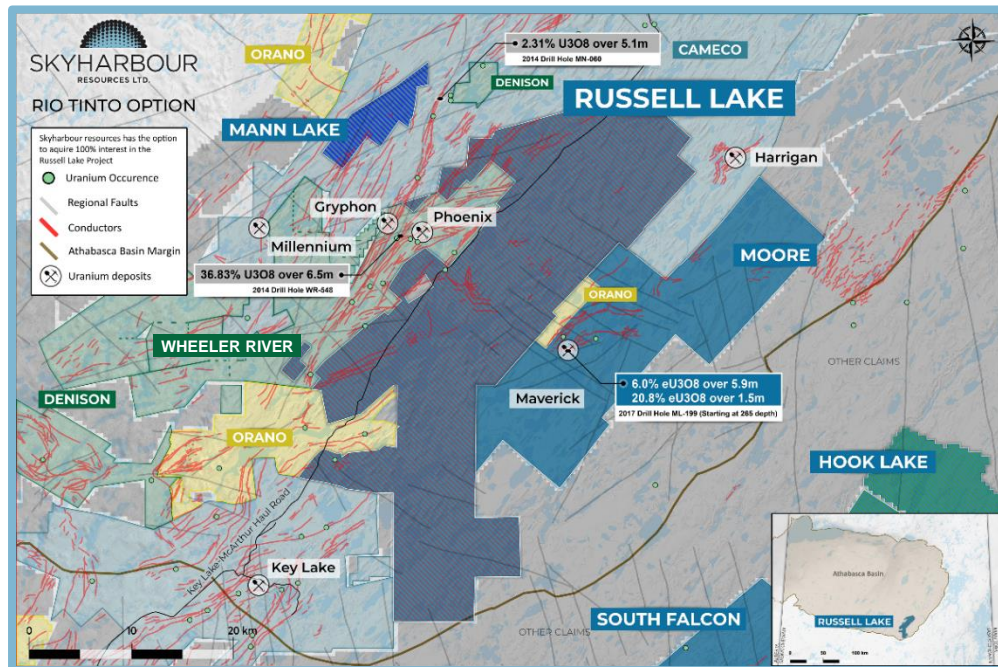 SKYHARBOUR
RESOURCES LTD.
RIO TINTO OPTION
Skyharbour resources has the option
to aquire 100% interest in the
Russell Lake Project
Uranium Occurence
Regional Faults
Conductors
Athabasca Basin Margin
Uranium deposits
ORANO
2.31% U3O8 over 5.1m
2014 Drill Hole MN-060
CAMECO
DENISON
RUSSELL LAKE
MANN LAKE
Harrigan
Gryphon
Phoenix
Millennium
MOORE
36.83% U3O8 over 6.5m
2014 Drill Hole WR-548
ORANO
WHEELER RIVER
Maverick
6.0% eU3O8 over 5.9m
20.8% eU3O8 over 1.5m
2017 Drill Hole ML-199 (Starting at 265 depth)
OTHER CLAIMS
DENISON
ORANO
HOOK LAKE
Key Lake-McArthur Haul Road
Key Lake
Athabasca Basin
SOUTH FALCON
OTHER CLAIMS
RUSSELL LAKE
0 10 20 km
0 50 100 km